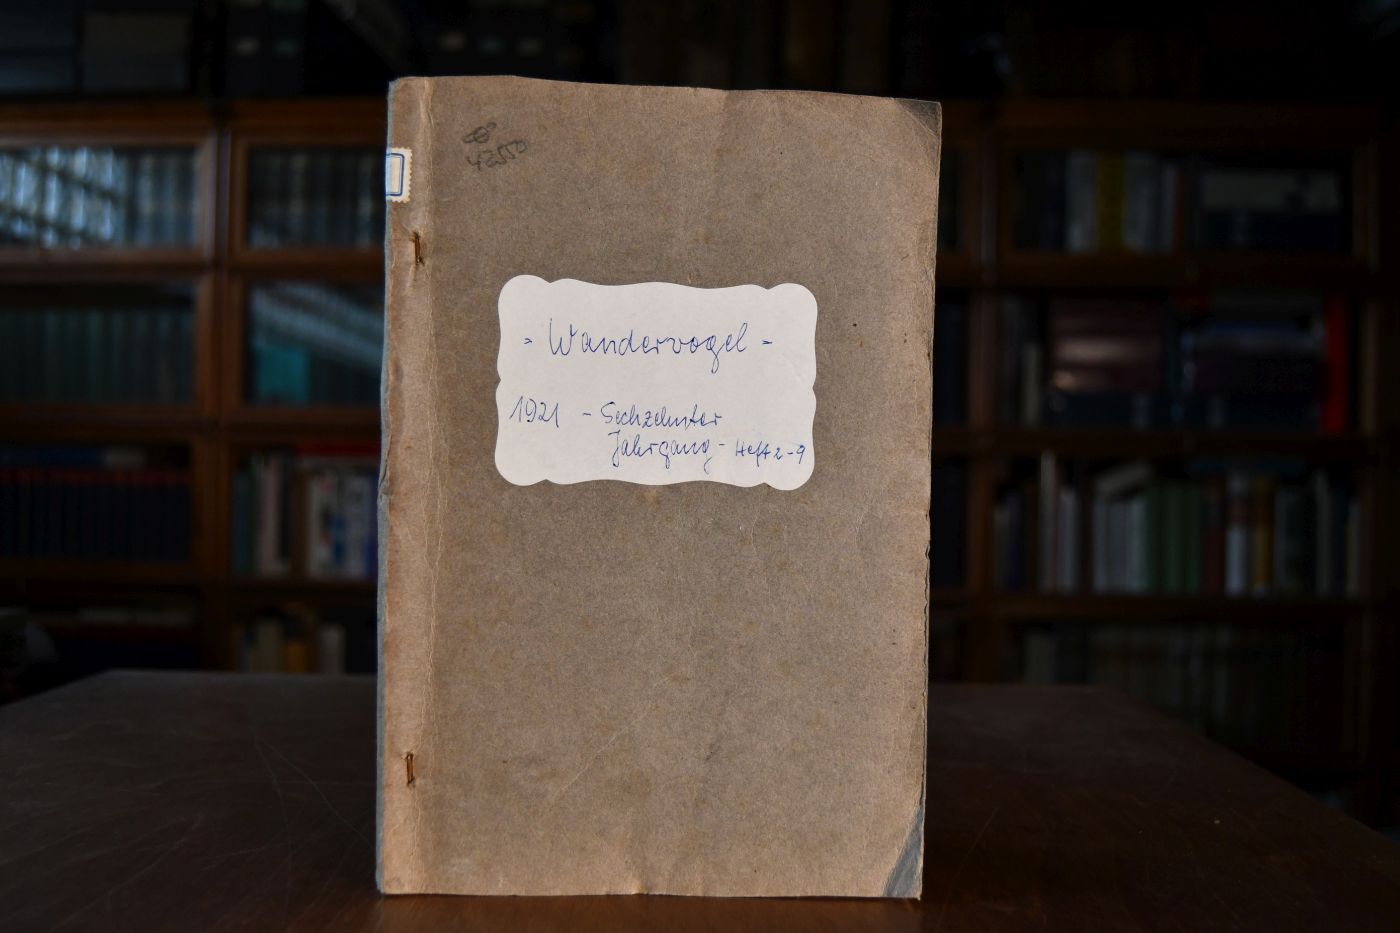 - Wandervogel -
1921 - Sechzehnter
Jahrgang - Heft 2-9